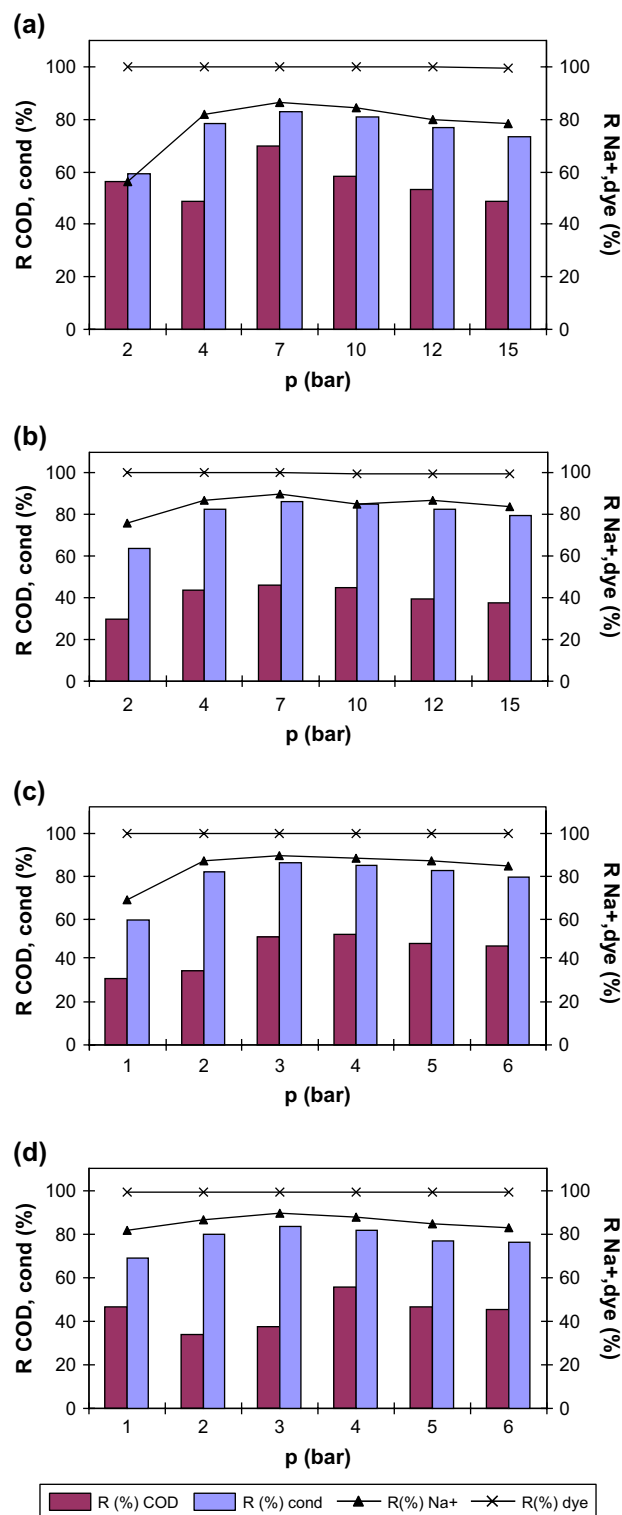 (a)
100 100
80 80
60 60
40 40
20 20
0 0
R COD, cond (%)
R Na+,dye (%)
2 4 7 10 12 15
p (bar)
(b)
100 100
80 80
60 60
40 40
20 20
0 0
R COD, cond (%)
R Na+,dye (%)
2 4 7 10 12 15
p (bar)
(c)
100 100
80 80
60 60
40 40
20 20
0 0
R COD, cond (%)
R Na+,dye (%)
1 2 3 4 5 6
p (bar)
(d)
100 100
80 80
60 60
40 40
20 20
0 0
R COD, cond (%)
R Na+,dye (%)
1 2 3 4 5 6
p (bar)
R (%) COD R (%) cond R(%) Na+ R(%) dye